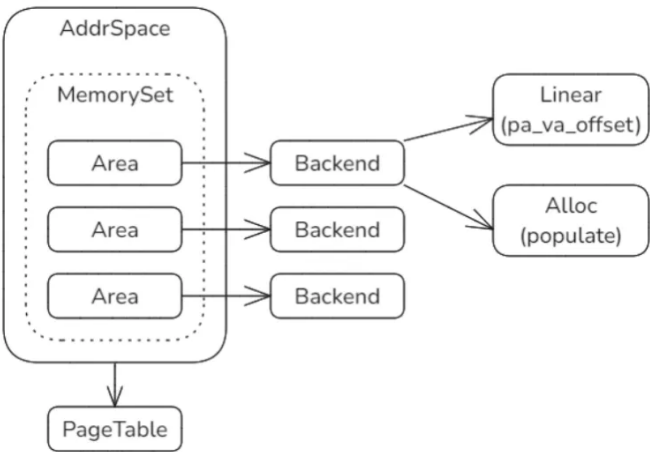 AddrSpace
MemorySet
Area
Area
Area
Backend
Backend
Backend
Linear
(pa_va_offset)
Alloc
(populate)
PageTable